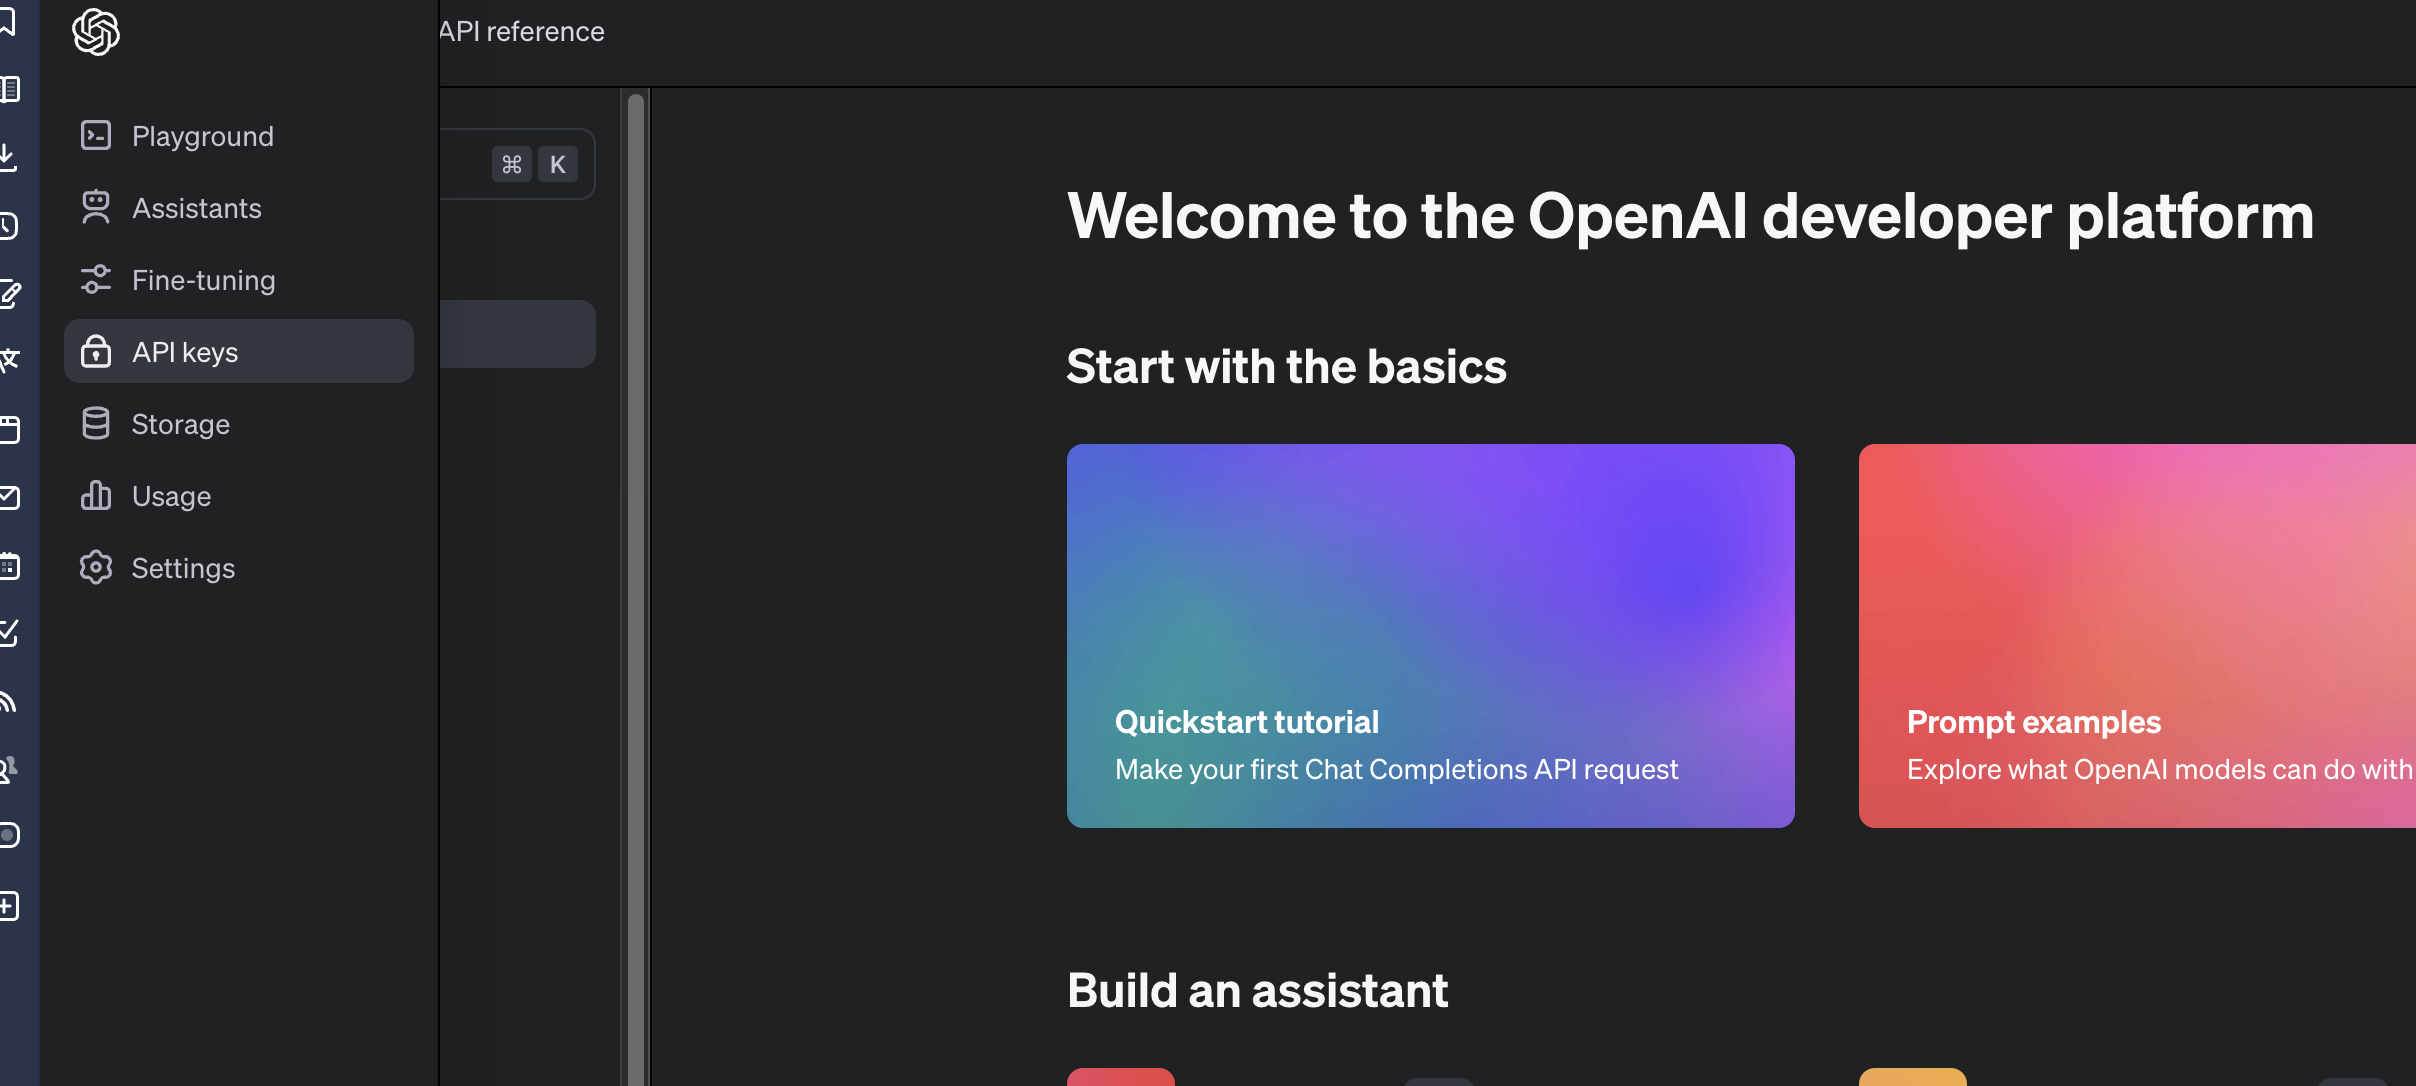 API reference
Playground
Assistants
Fine-tuning
API keys
Storage
Usage
Settings
⌘ K
Welcome to the OpenAI developer platform
Start with the basics
Quickstart tutorial
Make your first Chat Completions API request
Prompt examples
Explore what OpenAI models can do with
Build an assistant